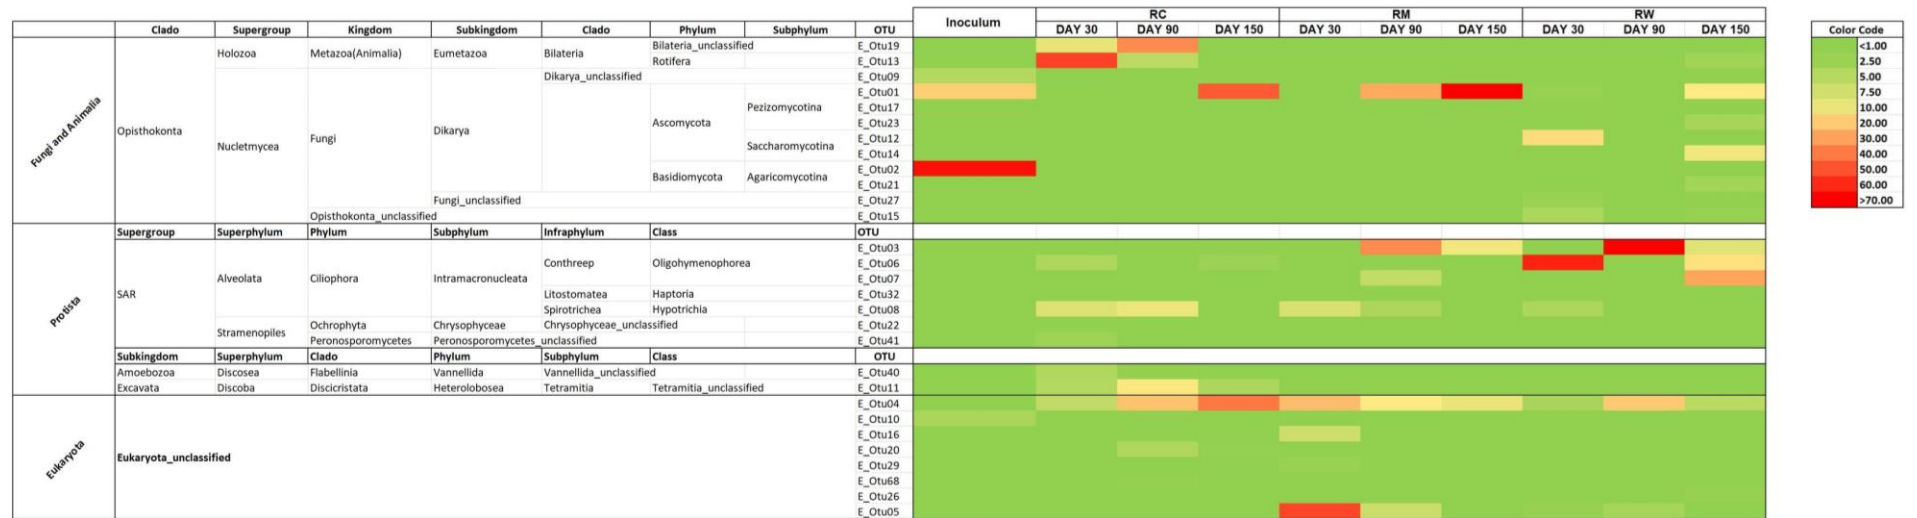 Inoculum RC RM RW
DAY 30 DAY 90 DAY 150 DAY 30 DAY 90 DAY 150 DAY 30 DAY 90 DAY 150
Clado Supergroup Kingdom Subkingdom Clado Phylum Subphylum OTU
Color Code
<1.00
2.50
5.00
7.50
10.00
20.00
30.00
40.00
50.00
60.00
>70.00
Fungi and Animalia
Opisthokonta
Holozoa Metazoa(Animalia) Eumetazoa Bilateria Bilateria_unclassified E_Otu19
Rotifera E_Otu13
Dikarya_unclassified E_Otu09
E_Otu01
Pezizomycotina E_Otu17
Ascomycota E_Otu23
Nucletmycea Fungi Dikarya E_Otu12
Saccharomycotina E_Otu14
E_Otu02
Basidiomycota Agaricomycotina E_Otu21
Fungi_unclassified E_Otu27
Opisthokonta_unclassified E_Otu15
Supergroup Superphylum Phylum Subphylum Infraphylum Class OTU
Protista
E_Otu03
Conthreep Oligohymenophorea E_Otu06
Alveolata Ciliophora Intramacronucleata E_Otu07
SAR Litostomatea Haptoria E_Otu32
Spirotrichea Hypotrichia E_Otu08
Stramenopiles Ochrophyta Chrysophyceae Chrysophyceae_unclassified E_Otu22
Peronosporomycetes Peronosporomycetes_unclassified E_Otu41
Subkingdom Superphylum Clado Phylum Subphylum Class OTU
Amoebozoa Discosea Flabellinia Vannellida Vannellida_unclassified E_Otu40
Excavata Discoba Discicristata Heterolobosea Tetramitia Tetramitia_unclassified E_Otu11
Eukaryota
E_Otu04
E_Otu10
E_Otu16
Eukaryota_unclassified E_Otu20
E_Otu29
E_Otu68
E_Otu26
E_Otu05